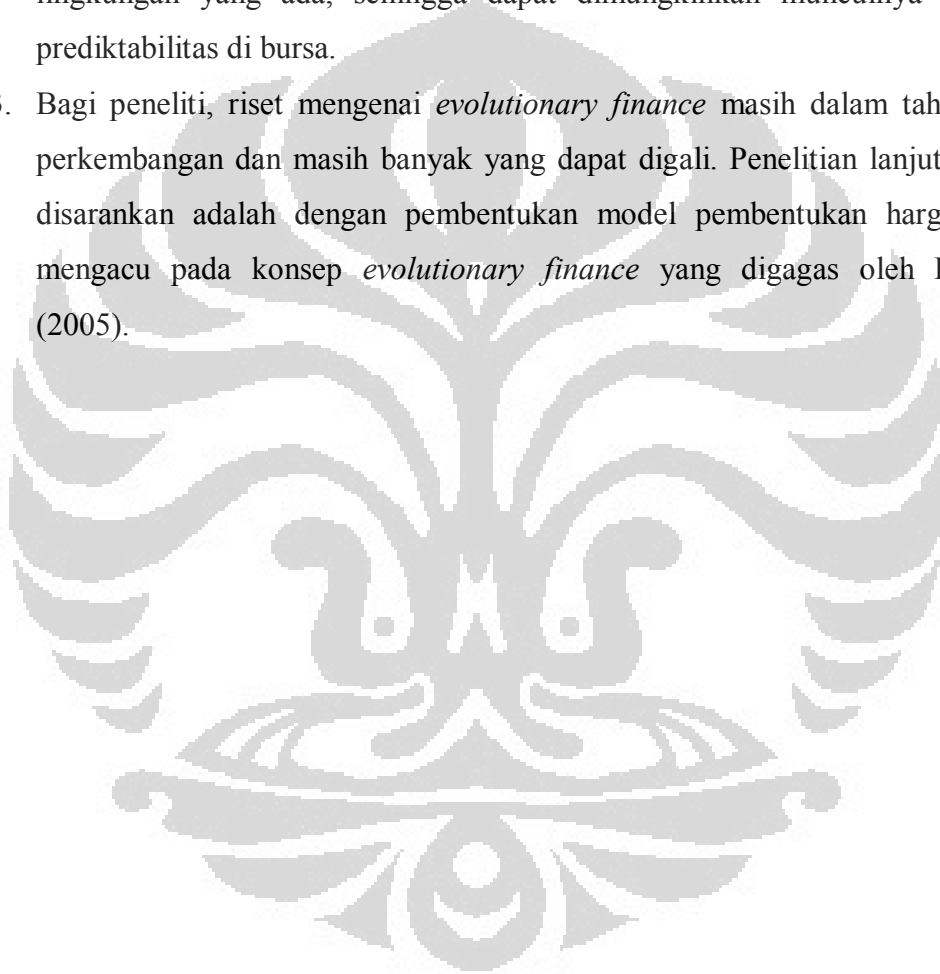 lingkungan yang ada, sehingga dapat dimungkinkan munculnya
prediktabilitas di bursa.
Bagi peneliti, riset mengenai evolutionary finance masih dalam tah
perkembangan dan masih banyak yang dapat digali. Penelitian lanjut
disarankan adalah dengan pembentukan model pembentukan harg
mengacu pada konsep evolutionary finance yang digagas oleh
(2005).